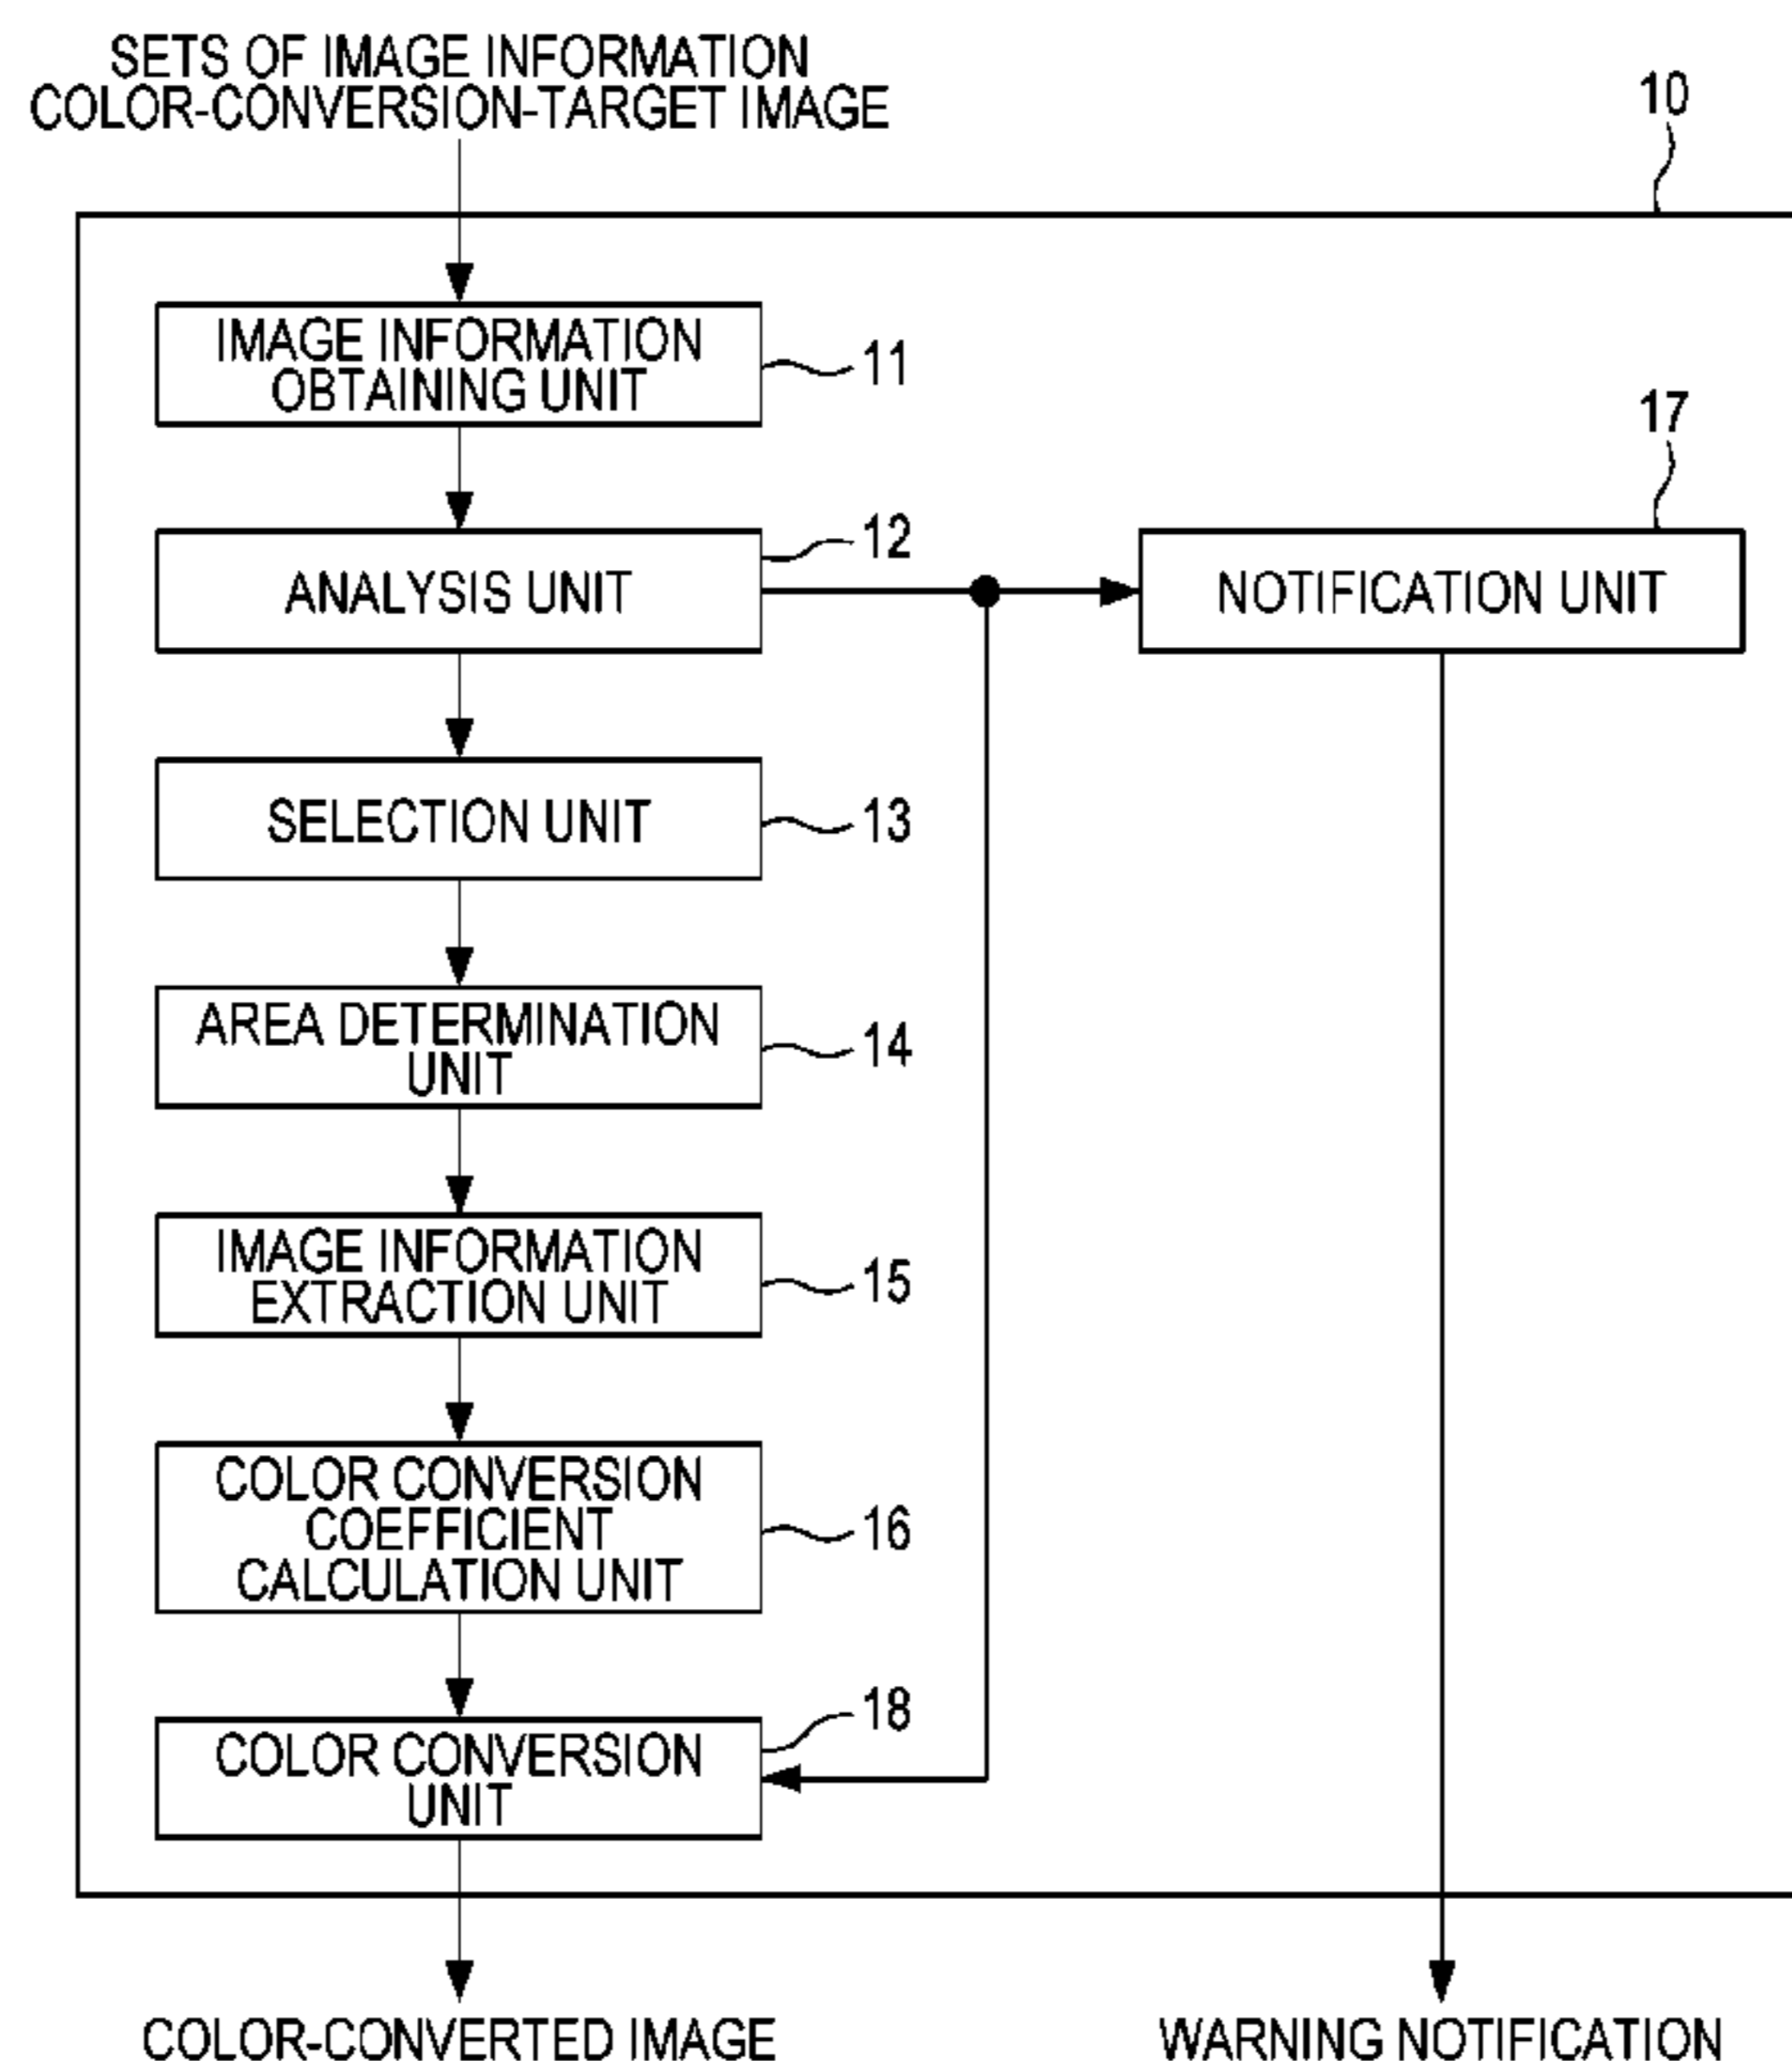 SETS OF IMAGE INFORMATION
COLOR-CONVERSION-TARGET IMAGE
10
IMAGE INFORMATION
OBTAINING UNIT
11
17
ANALYSIS UNIT
12
NOTIFICATION UNIT
SELECTION UNIT
13
AREA DETERMINATION
UNIT
14
IMAGE INFORMATION
EXTRACTION UNIT
15
COLOR CONVERSION
COEFFICIENT
CALCULATION UNIT
16
COLOR CONVERSION
UNIT
18
COLOR-CONVERTED IMAGE
WARNING NOTIFICATION